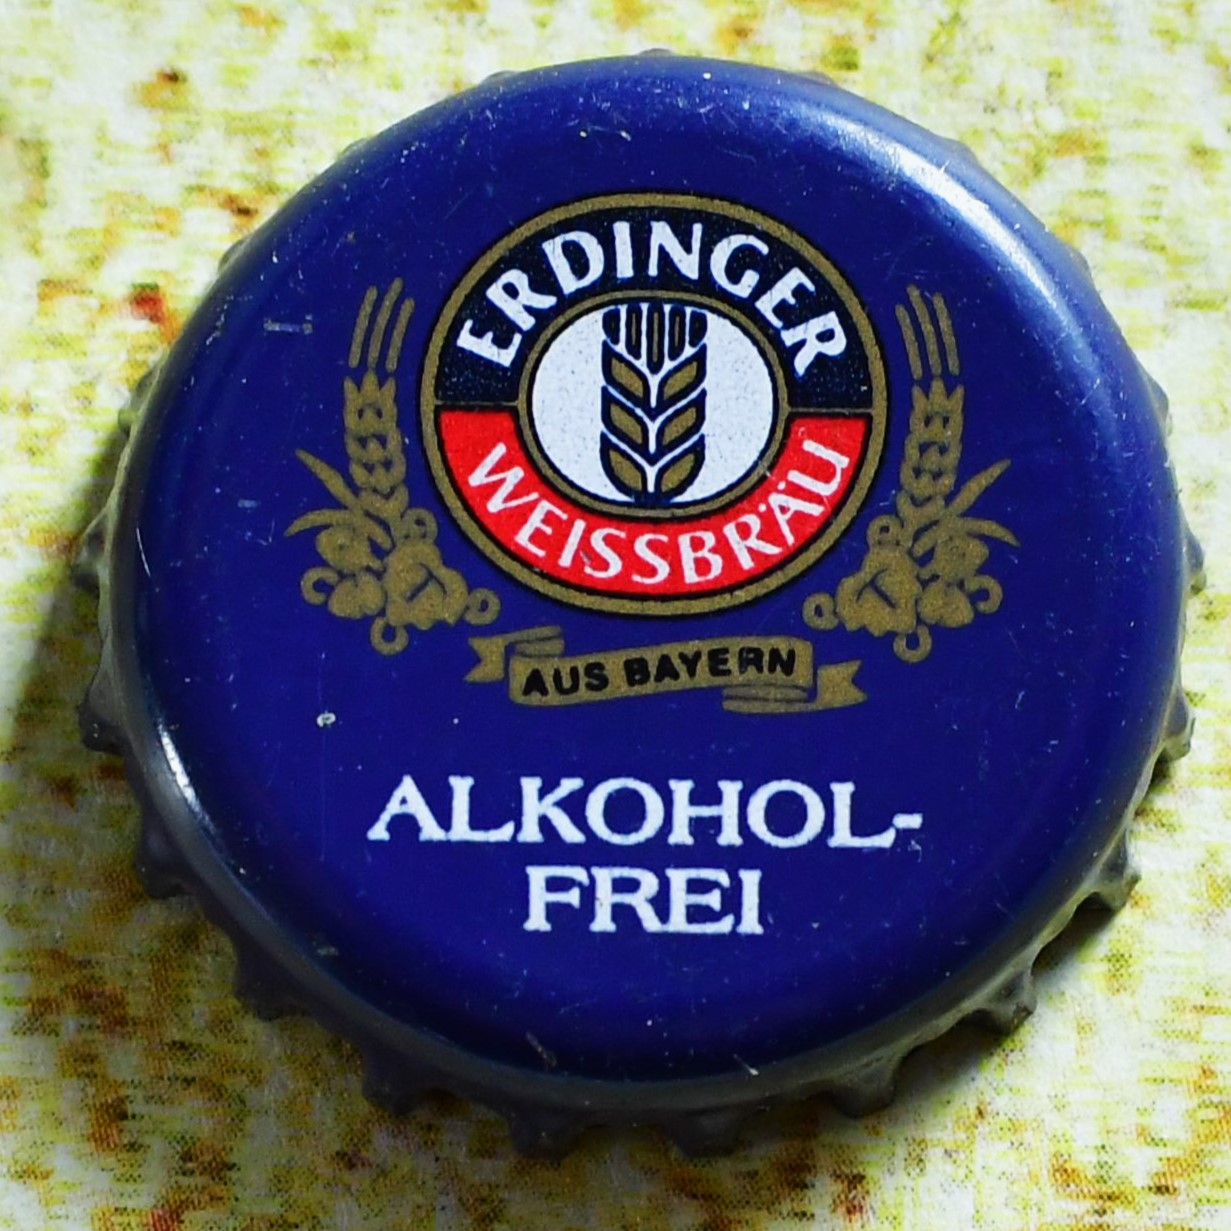 ERDINGER
WEISSBRÄU
AUS BAYERN
ALKOHOL-
FREI